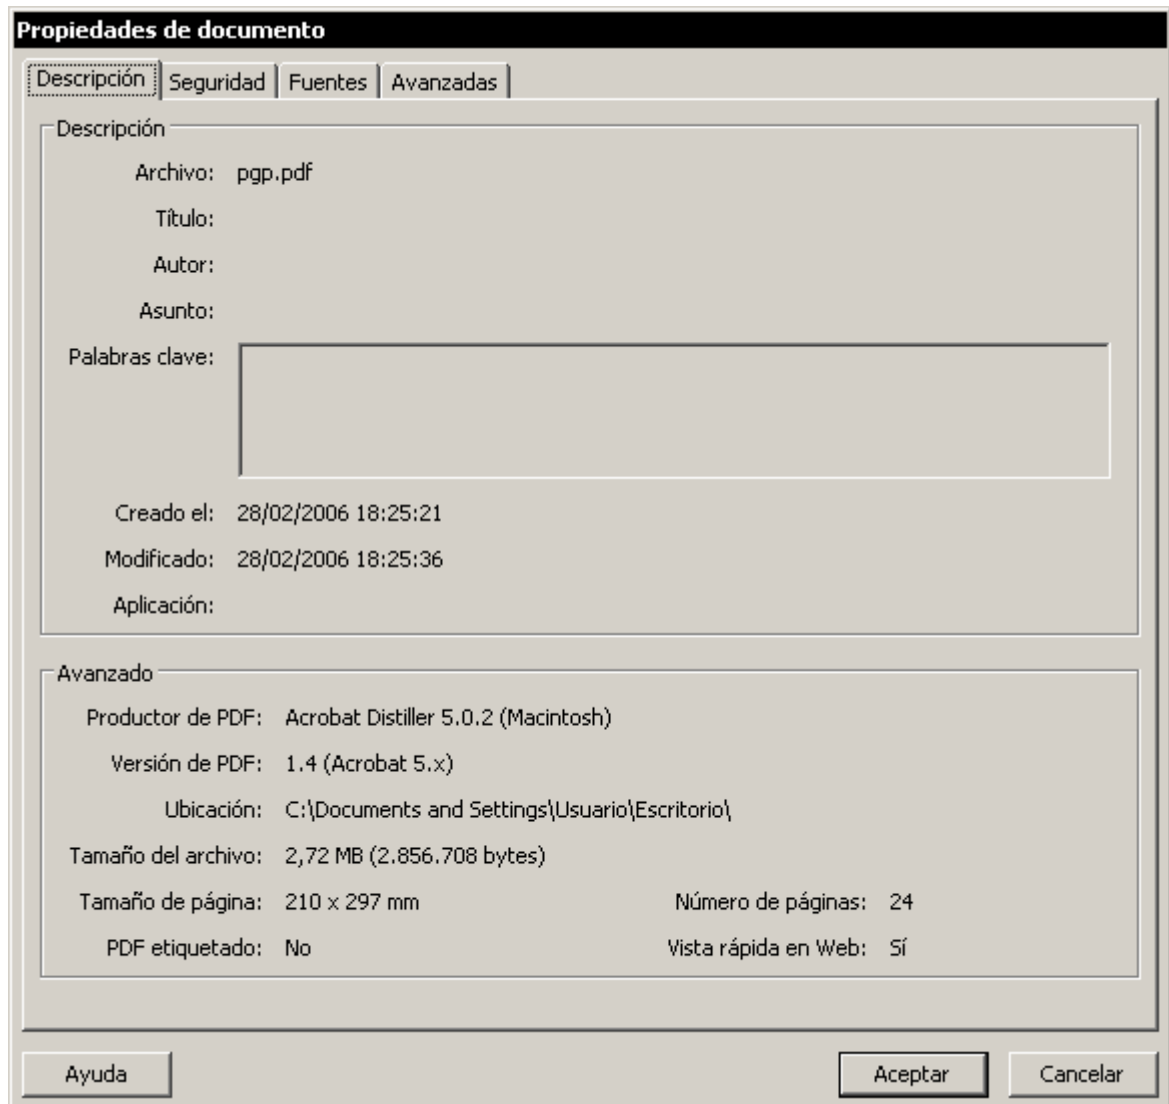 Propiedades de documento
Descripción Seguridad Fuentes Avanzadas
Descripción
Archivo: pgp.pdf
Título:
Autor:
Asunto:
Palabras clave:
Creado el: 28/02/2006 18:25:21
Modificado: 28/02/2006 18:25:36
Aplicación:
Avanzado
Productor de PDF: Acrobat Distiller 5.0.2 (Macintosh)
Versión de PDF: 1.4 (Acrobat 5.x)
Ubicación: C:\Documents and Settings\Usuario\Escritorio\
Tamaño del archivo: 2,72 MB (2.856.708 bytes)
Tamaño de página: 210 x 297 mm Número de páginas: 24
PDF etiquetado: No Vista rápida en Web: Sí
Ayuda Aceptar Cancelar